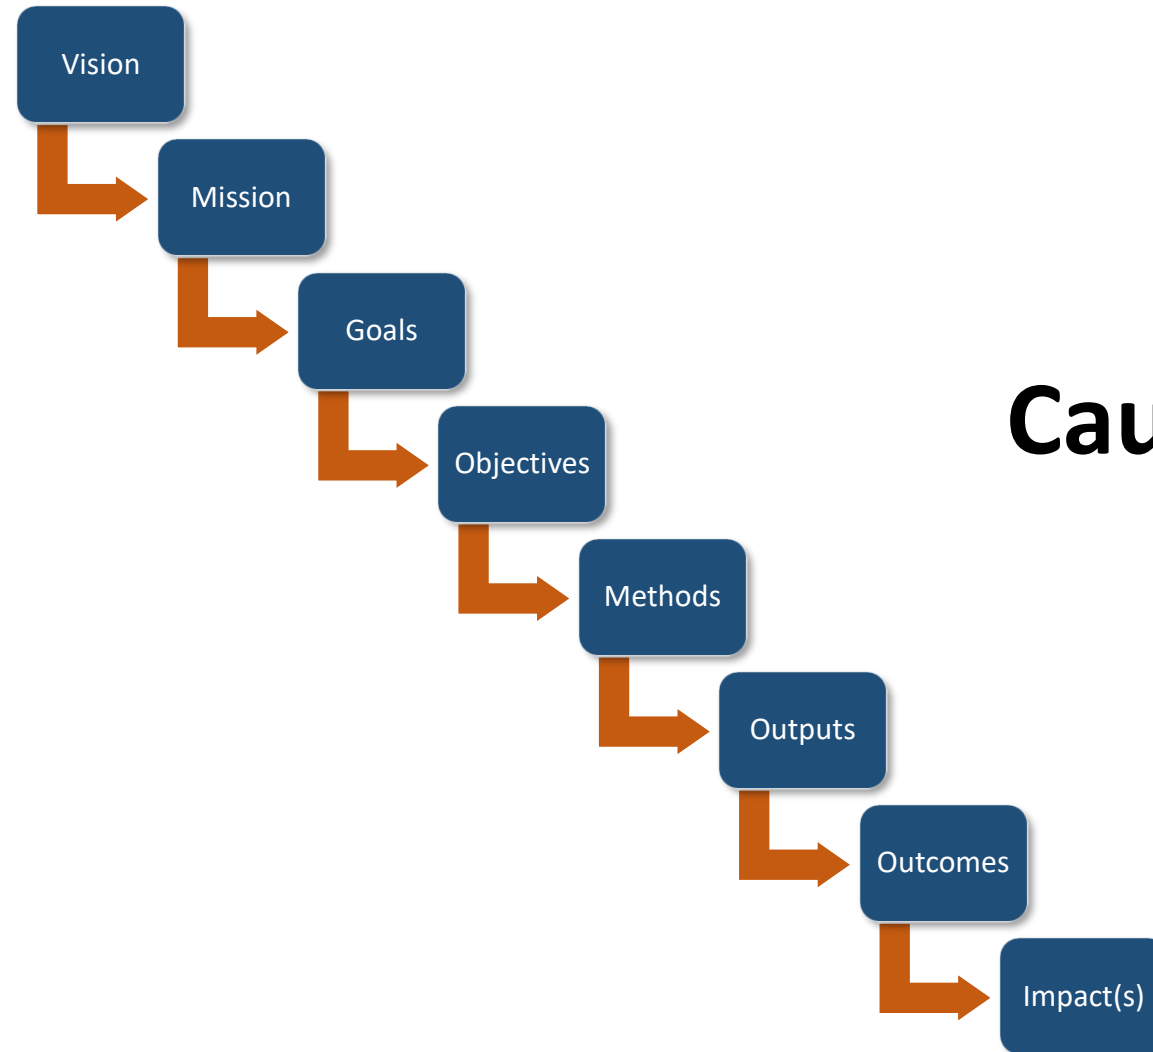 Vision
Mission
Goals
Cau
Objectives
Methods
Outputs
Outcomes
Impact(s)